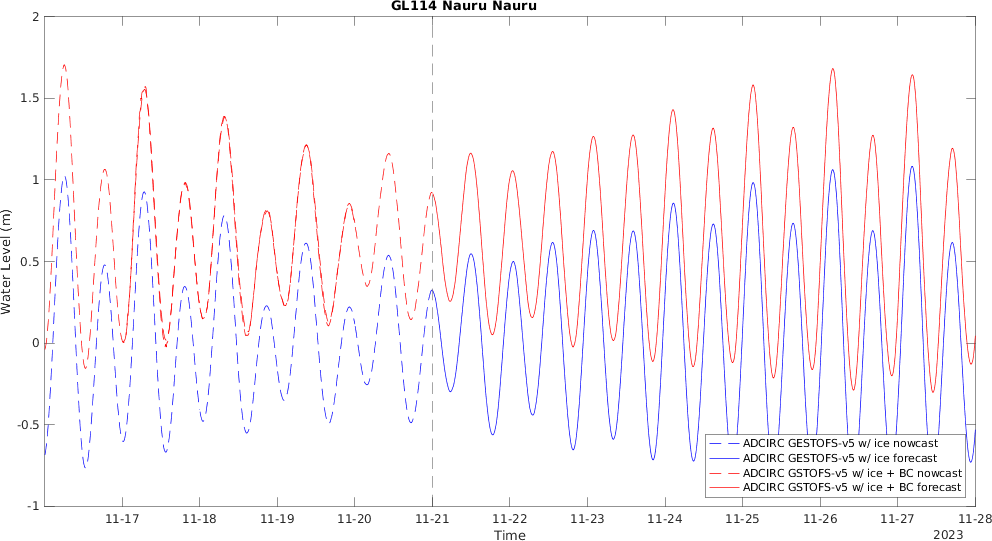 GL114 Nauru Nauru
Water Level (m)
2
1.5
1
0.5
0
-0.5
-1
ADCIRC GESTOFS-v5 w/ ice nowcast
ADCIRC GESTOFS-v5 w/ ice forecast
ADCIRC GSTOFS-v5 w/ ice + BC nowcast
ADCIRC GSTOFS-v5 w/ ice + BC forecast
11-17 11-18 11-19 11-20 11-21 11-22 11-23 11-24 11-25 11-26 11-27 11-28
Time
2023